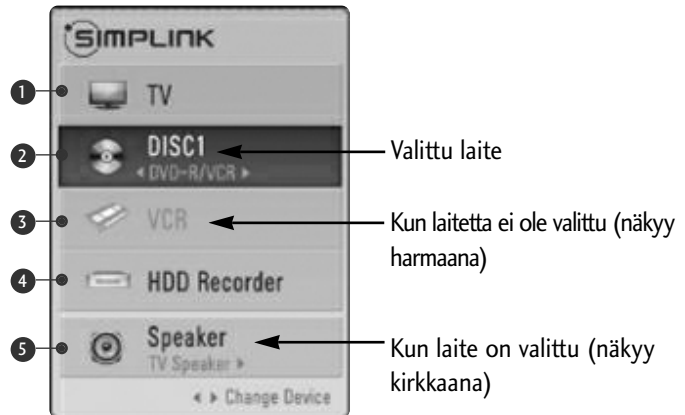 SIMPLINK
1 TV
2 DISC1
◄ DVD-R/VCR ►
Valittu laite
3 VCR
Kun laitetta ei ole valittu (näkyy
harmaana)
4 HDD Recorder
5 Speaker
TV Speaker ►
Kun laite on valittu (näkyy
kirkkaana)
◄ ► Change Device